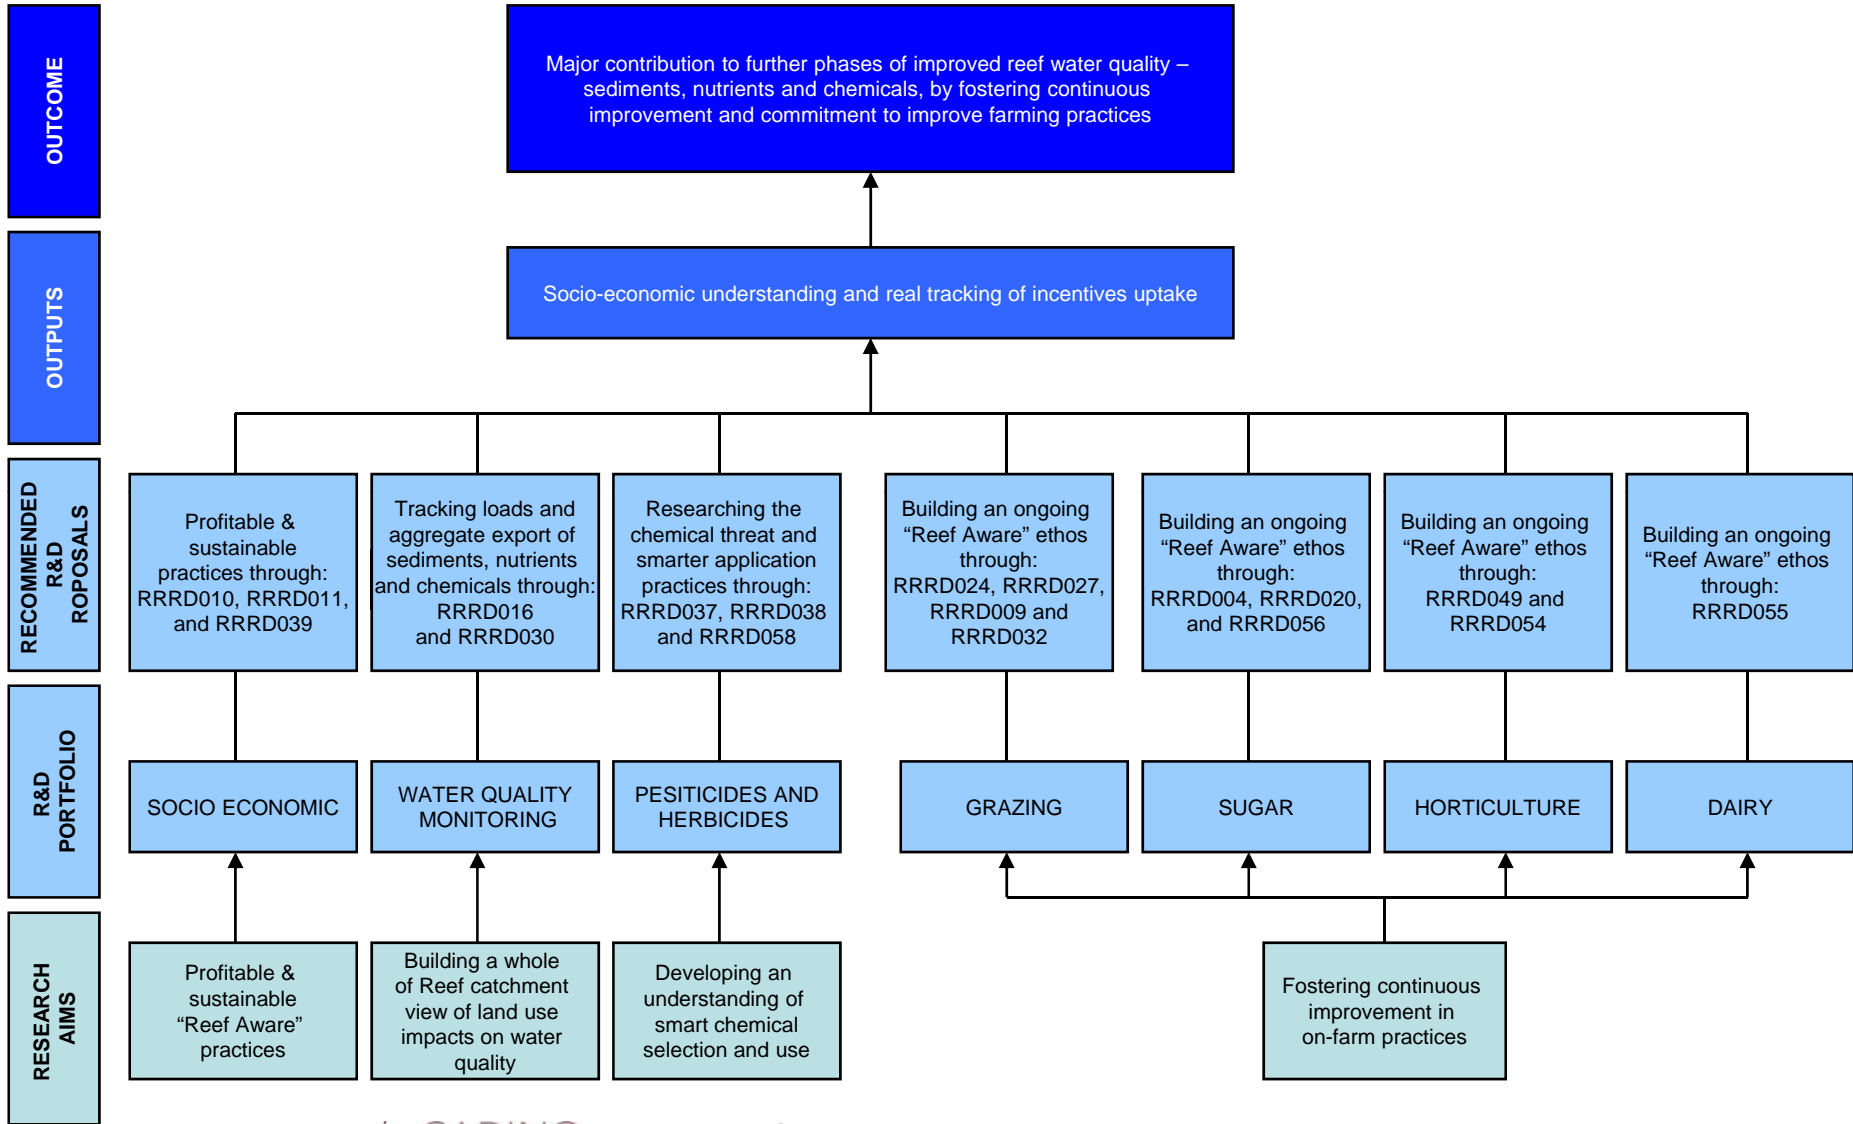 OUTCOME
Major contribution to further phases of improved reef water quality –
sediments, nutrients and chemicals, by fostering continuous
improvement and commitment to improve farming practices
OUTPUTS
Socio-economic understanding and real tracking of incentives uptake
RECOMMENDED
R&D
ROPOSALS
Profitable &
sustainable
practices through:
RRRD010, RRRD011,
and RRRD039
Tracking loads and
aggregate export of
sediments, nutrients
and chemicals through:
RRRD016
and RRRD030
Researching the
chemical threat and
smarter application
practices through:
RRRD037, RRRD038
and RRRD058
Building an ongoing
“Reef Aware” ethos
through:
RRRD024, RRRD027,
RRRD009 and
RRRD032
Building an ongoing
“Reef Aware” ethos
through:
RRRD004, RRRD020,
and RRRD056
Building an ongoing
“Reef Aware” ethos
through:
RRRD049 and
RRRD054
Building an ongoing
“Reef Aware” ethos
through:
RRRD055
R&D
PORTFOLIO
SOCIO ECONOMIC
WATER QUALITY
MONITORING
PESITICIDES AND
HERBICIDES
GRAZING
SUGAR
HORTICULTURE
DAIRY
RESEARCH
AIMS
Profitable &
sustainable
“Reef Aware”
practices
Building a whole
of Reef catchment
view of land use
impacts on water
quality
Developing an
understanding of
smart chemical
selection and use
Fostering continuous
improvement in
on-farm practices